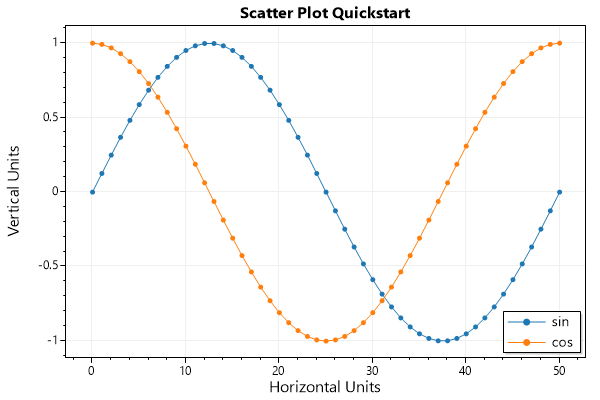 Scatter Plot Quickstart
Vertical Units
1
0.5
0
-0.5
-1
0 10 20 30 40 50
Horizontal Units
sin
cos